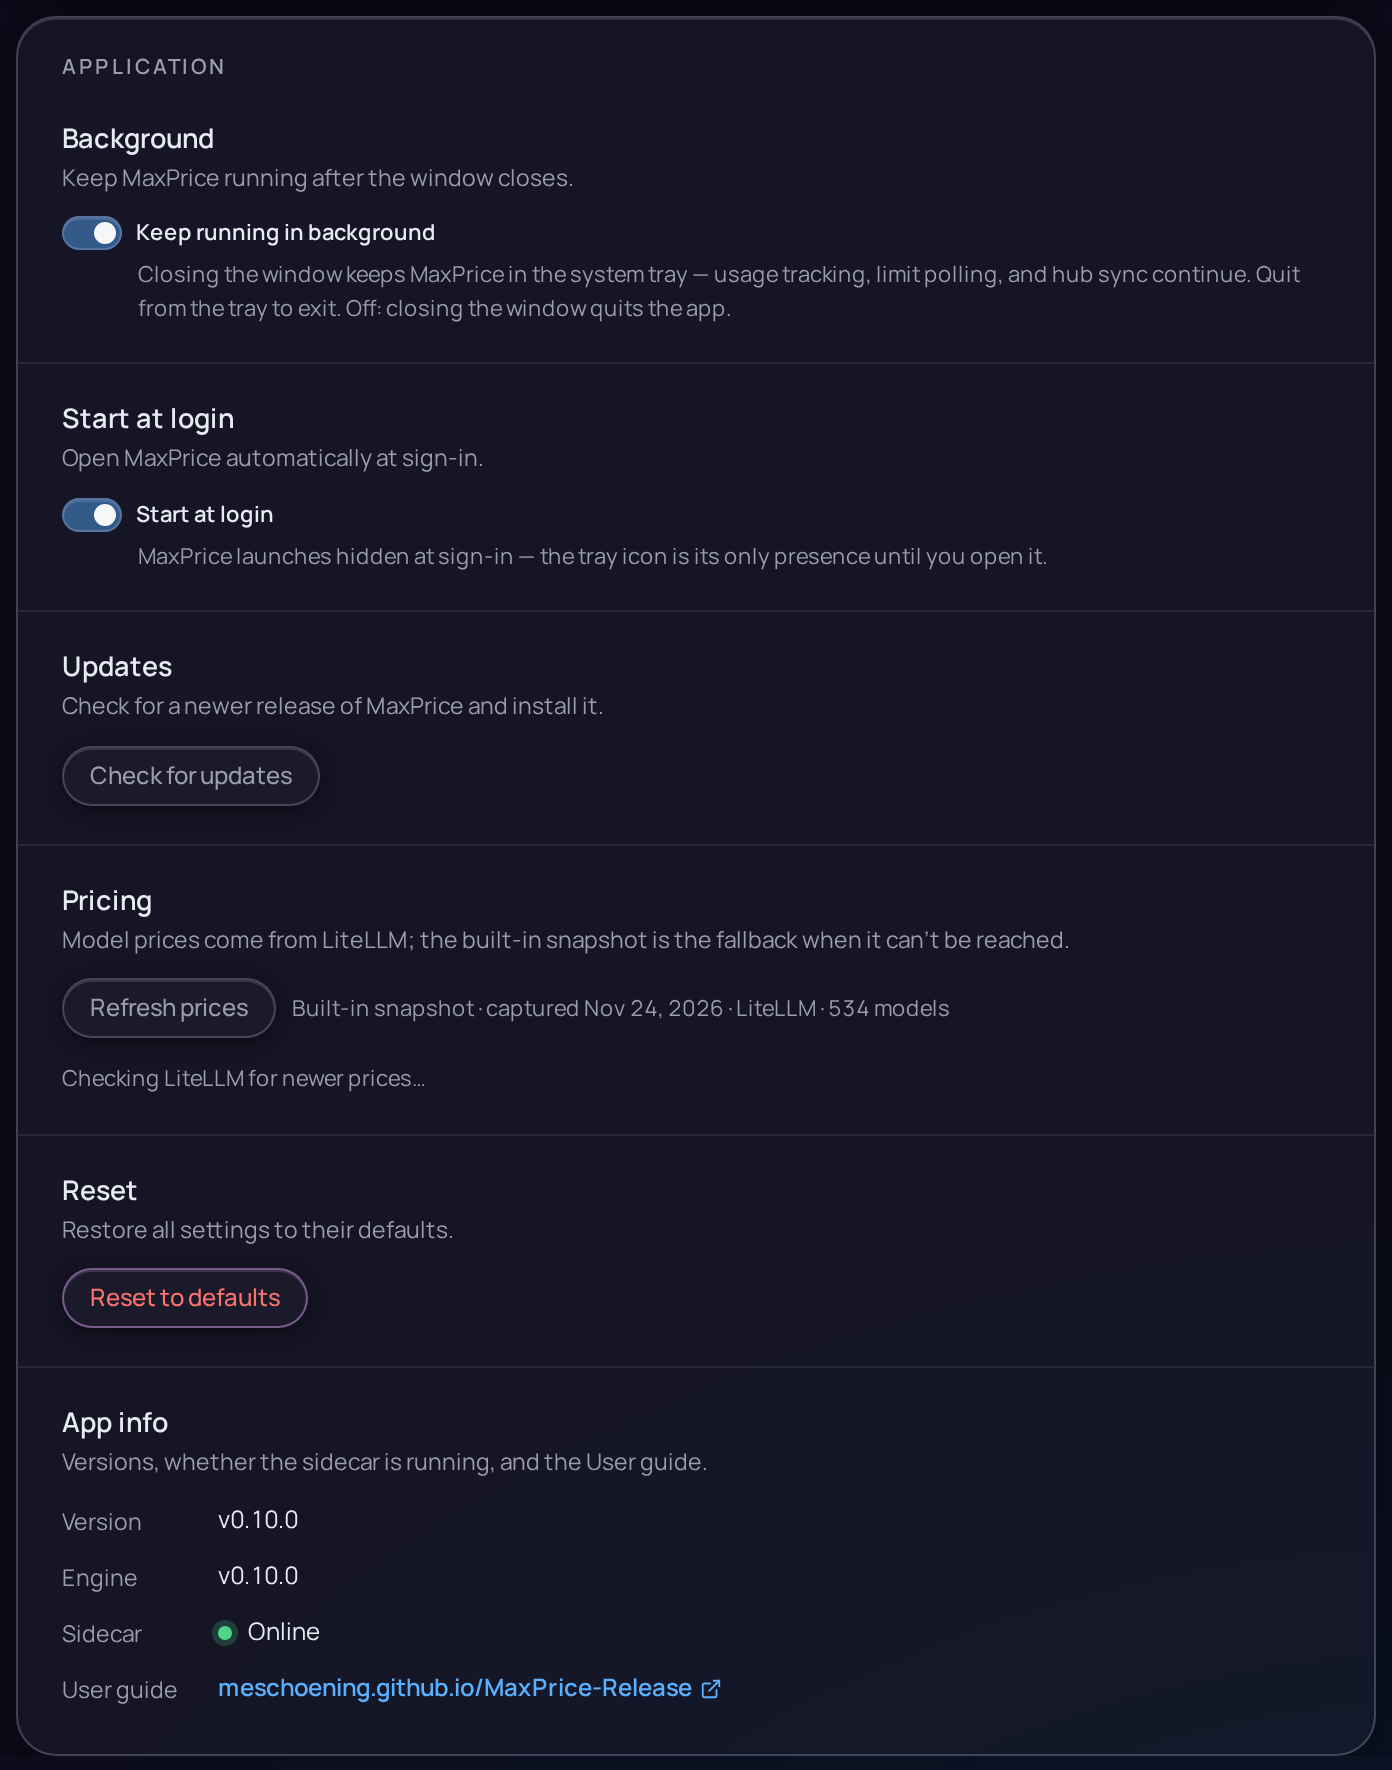 APPLICATION
Background
Keep MaxPrice running after the window closes.
Keep running in background
Closing the window keeps MaxPrice in the system tray — usage tracking, limit polling, and hub sync continue. Quit
from the tray to exit. Off: closing the window quits the app.
Start at login
Open MaxPrice automatically at sign-in.
Start at login
MaxPrice launches hidden at sign-in — the tray icon is its only presence until you open it.
Updates
Check for a newer release of MaxPrice and install it.
Check for updates
Pricing
Model prices come from LiteLLM; the built-in snapshot is the fallback when it can’t be reached.
Refresh prices Built-in snapshot · captured Nov 24, 2026 · LiteLLM · 534 models
Checking LiteLLM for newer prices…
Reset
Restore all settings to their defaults.
Reset to defaults
App info
Versions, whether the sidecar is running, and the User guide.
Version v0.10.0
Engine v0.10.0
Sidecar Online
User guide meschoening.github.io/MaxPrice-Release